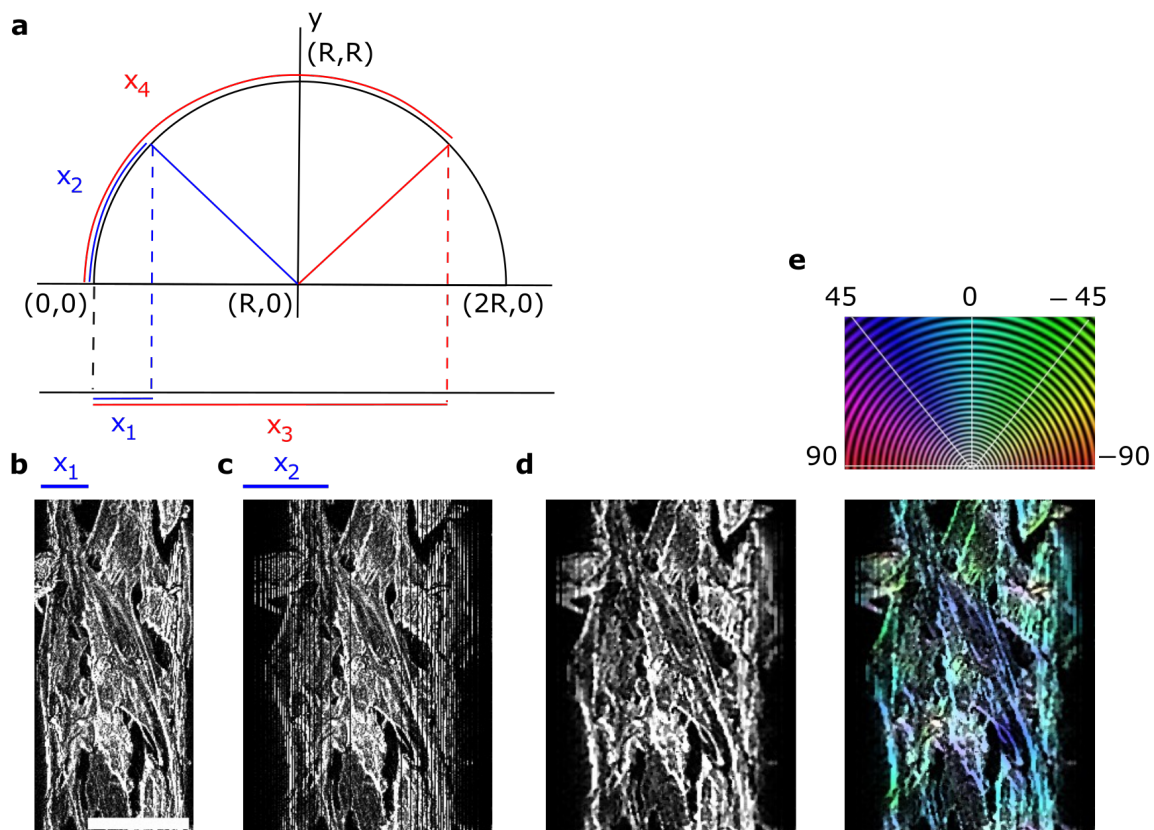 a
y
(R,R)
x4
x2
(0,0)
(R,0)
(2R,0)
x1
x3
e
45
0
– 45
90
–90
b
x1
c
x2
d